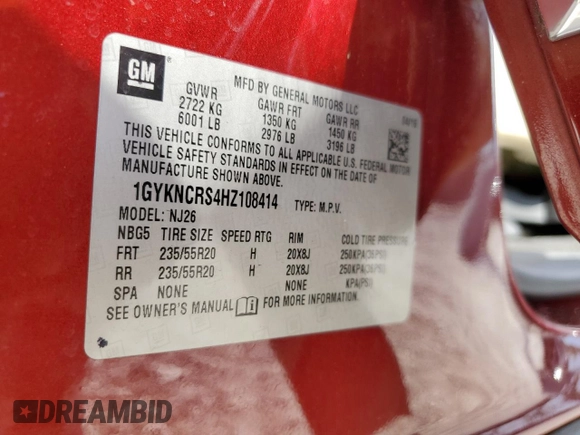 GM
MFD BY GENERAL MOTORS LLC
GVWR GAWR FRT GAWR RR
2722 KG 1350 KG 1450 KG
6001 LB 2976 LB 3196 LB
THIS VEHICLE CONFORMS TO ALL APPLICABLE U.S. FEDERAL MOTOR
VEHICLE SAFETY STANDARDS IN EFFECT ON THE DATE OF
MANUFACTURE SHOWN ABOVE.
1GYKNCRS4HZ108414 TYPE: M.P.V.
MODEL: NJ26
NBG5 TIRE SIZE SPEED RTG RIM COLD TIRE PRESSURE
FRT 235/55R20 H 20X8J 250KPA(36PSI)
RR 235/55R20 H 20X8J 250KPA(36PSI)
SPA NONE NONE KPA(PSI)
SEE OWNER'S MANUAL FOR MORE INFORMATION.
DREAMBID